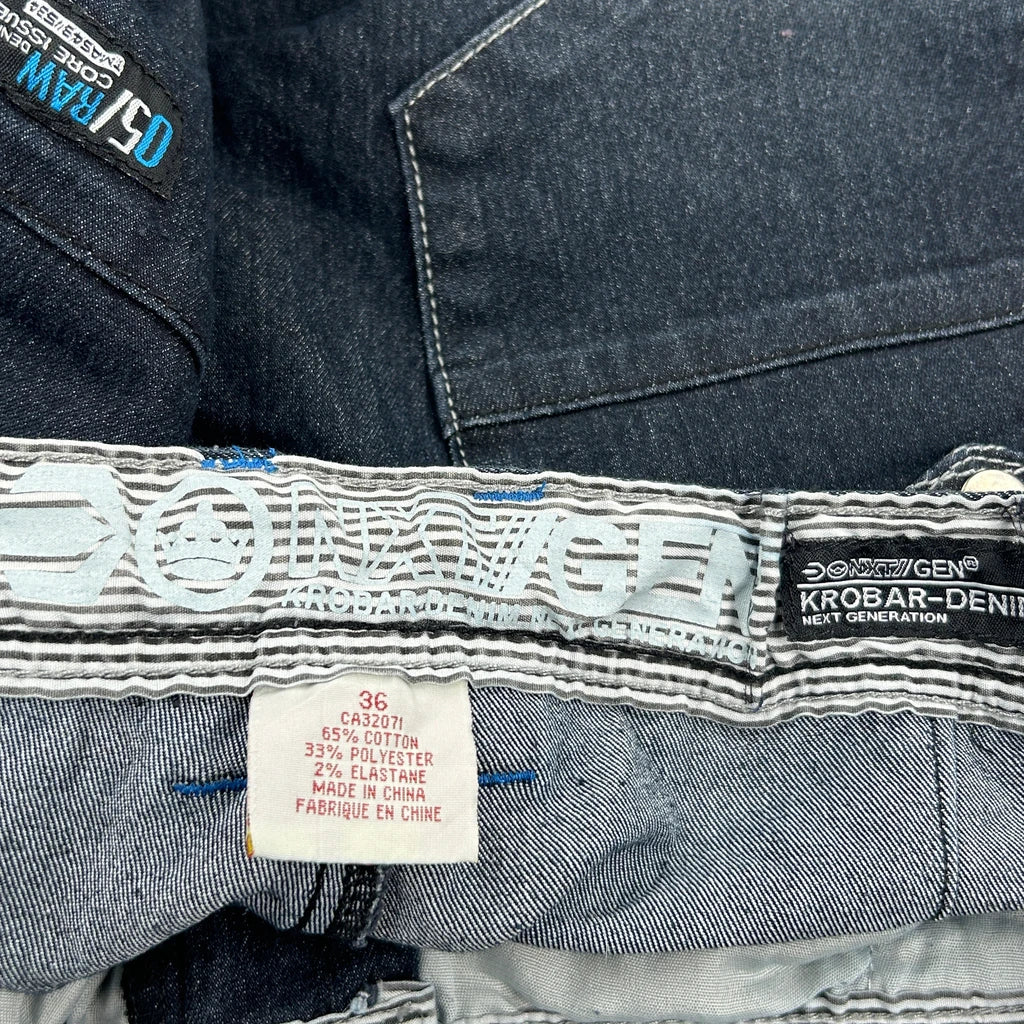 05/RAW
CORE ISSUE
NXT//GEN
KROBAR-DENIM NEXT GENERATION
NXT//GEN®
KROBAR-DENI
NEXT GENERATION
36
CA32071
65% COTTON
33% POLYESTER
2% ELASTANE
MADE IN CHINA
FABRIQUE EN CHINE